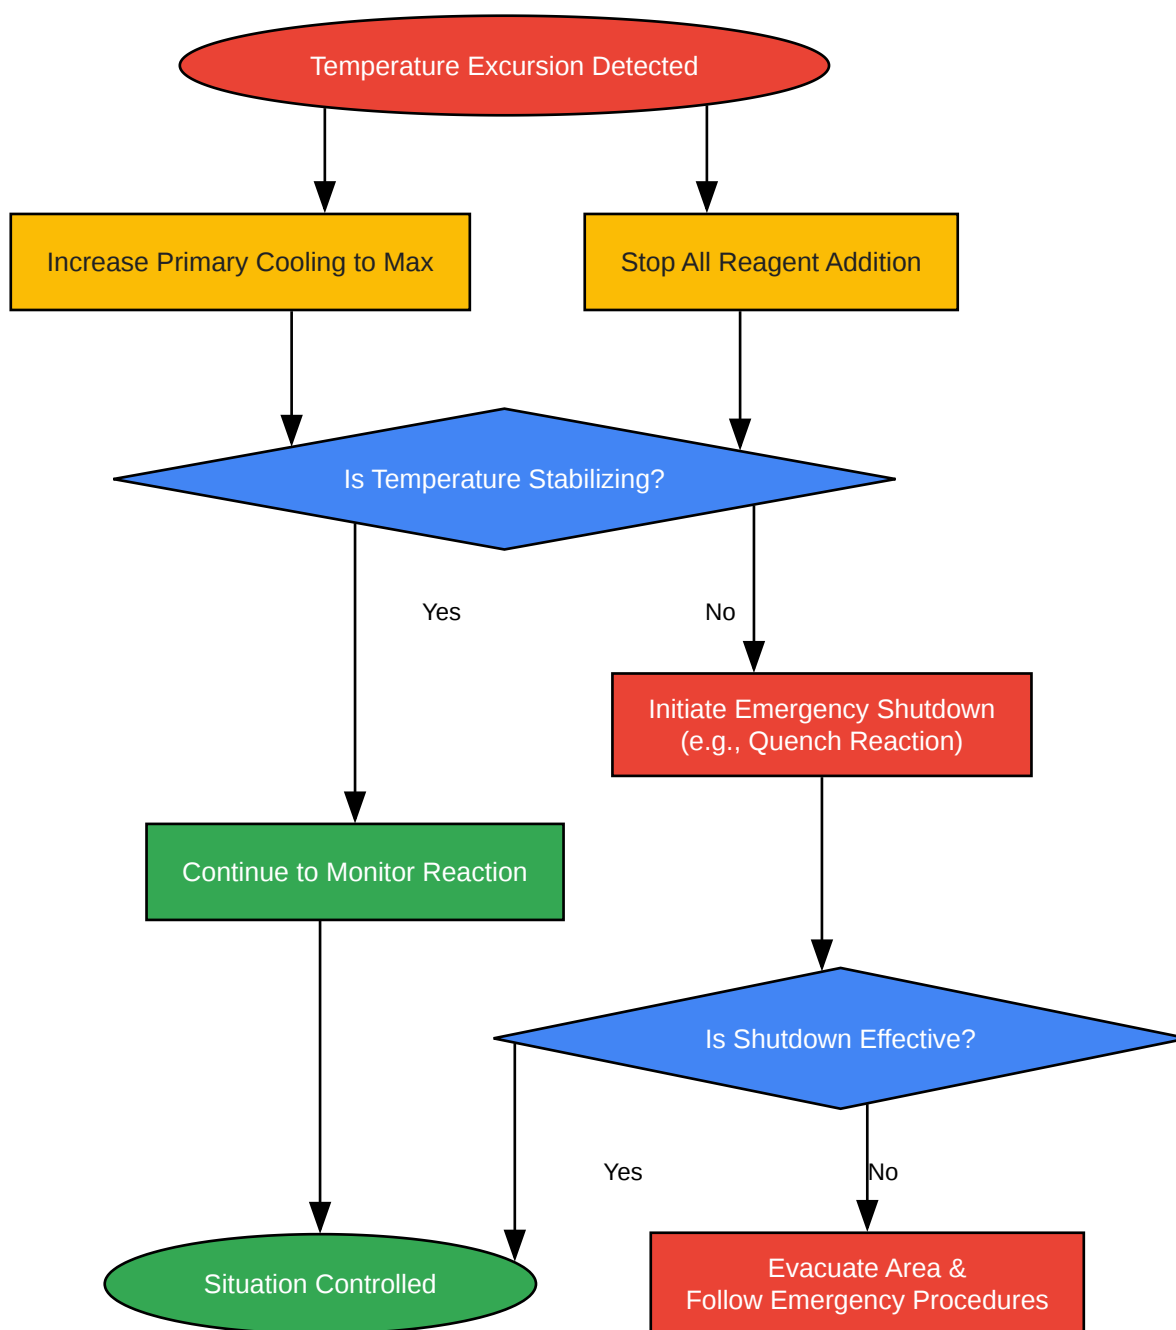 Temperature Excursion Detected
Increase Primary Cooling to Max
Stop All Reagent Addition
Is Temperature Stabilizing?
Yes
No
Initiate Emergency Shutdown
(e.g., Quench Reaction)
Continue to Monitor Reaction
Is Shutdown Effective?
Yes
No
Situation Controlled
Evacuate Area &
Follow Emergency Procedures